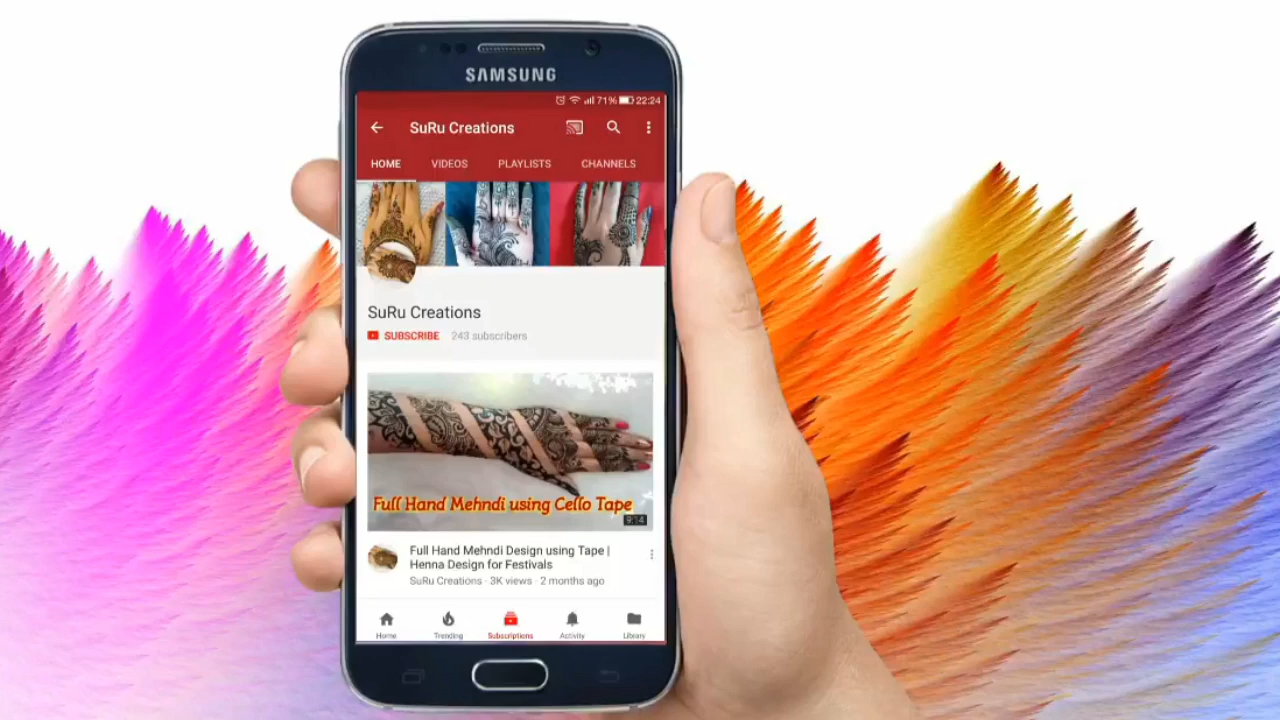 SAMSUNG
71% 22:24
SuRu Creations
HOME VIDEOS PLAYLISTS CHANNELS
SuRu Creations
SUBSCRIBE 243 subscribers
Full Hand Mehndi using Cello Tape
9:14
Full Hand Mehndi Design using Tape |
Henna Design for Festivals
SuRu Creations · 3K views · 2 months ago
Home Trending Subscriptions Activity Library